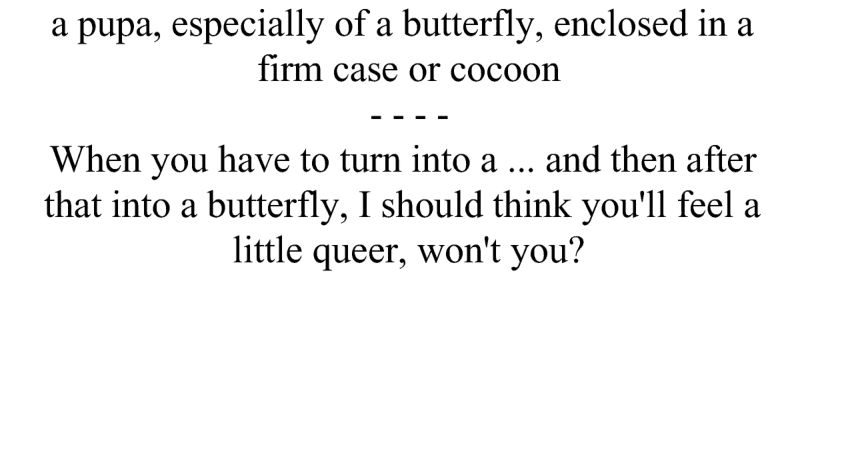 a pupa, especially of a butterfly, enclosed in a
firm case or cocoon
- - - -
When you have to turn into a ... and then after
that into a butterfly, I should think you'll feel a
little queer, won't you?